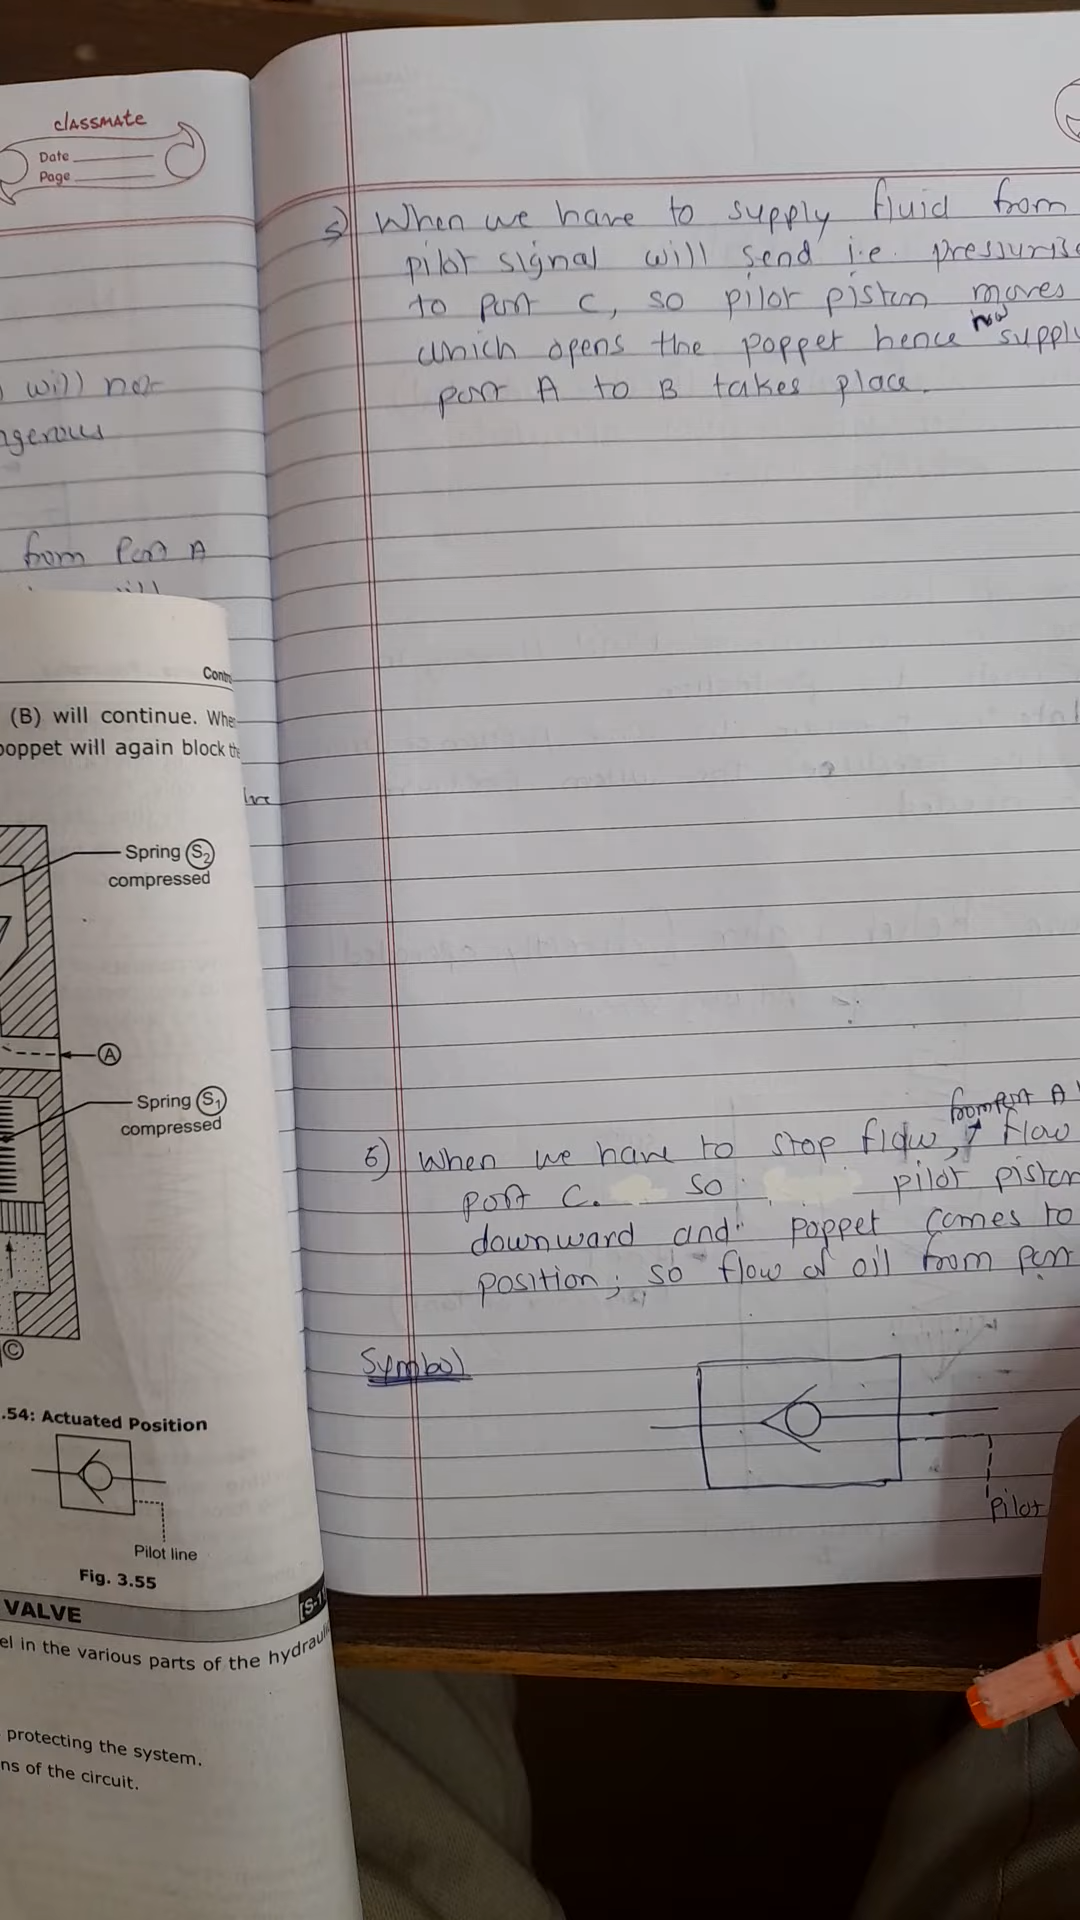 classmate
Date
Page
will not
from Port A
Contr
(B) will continue. Whe
poppet will again block the
Spring S2
compressed
A
Spring S1
compressed
C
.54: Actuated Position
Pilot line
Fig. 3.55
VALVE
[S-1
el in the various parts of the hydrauli
protecting the system.
ns of the circuit.
5) When we have to supply fluid from
pilot signal will send i.e. pressurise
to port C, so pilot piston moves
which opens the poppet hence now supply
port A to B takes place.
6) When we have to stop flow, from port A flow
port C. so pilot piston
downward and poppet comes to
position, so flow of oil from port
Symbol
Pilot